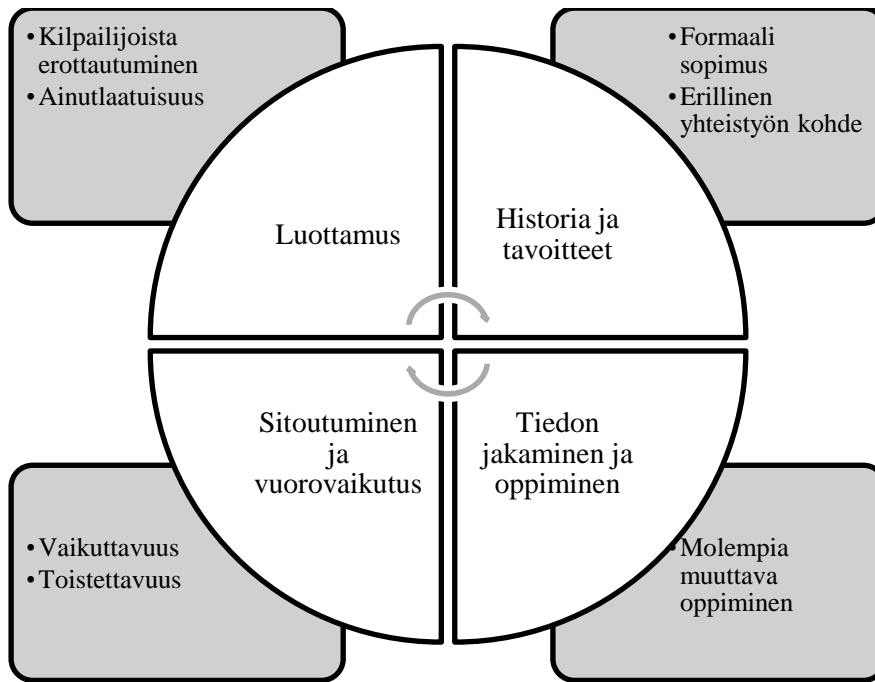 • Kilpailijoista
erottautuminen
• Ainutlaatuisuus
• Formaali
sopimus
• Erillinen
yhteistyön kohde
Luottamus
Historia ja
tavoitteet
Sitoutuminen
ja
vuorovaikutus
Tiedon
jakaminen ja
oppiminen
• Vaikuttavuus
• Toistettavuus
• Molempia
muuttava
oppiminen